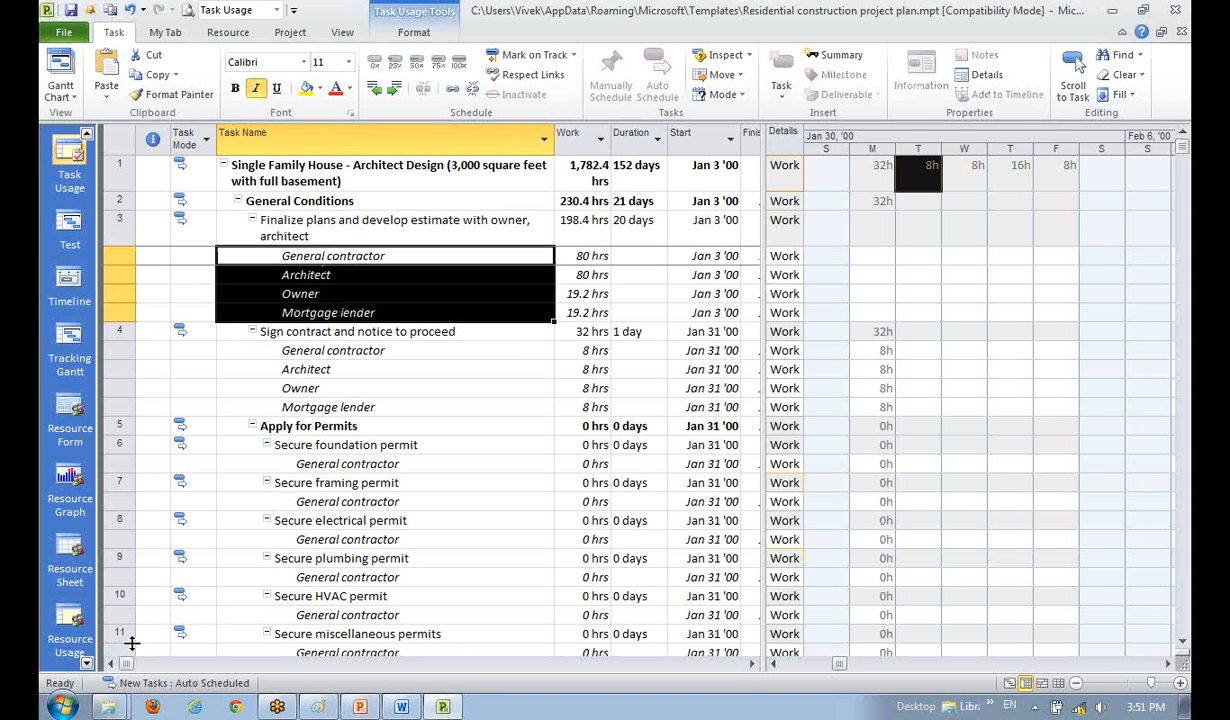 Task Usage
Task Usage Tools
C:\Users\Vivek\AppData\Roaming\Microsoft\Templates\Residential construction project plan.mpt [Compatibility Mode] - Mic...
File Task My Tab Resource Project View Format
Gantt Chart
View
Paste
Cut
Copy
Format Painter
Clipboard
Calibri 11
B I U
Font
0% 25% 50% 75% 100%
Mark on Track
Respect Links
Inactivate
Schedule
Manually Schedule
Auto Schedule
Inspect
Move
Mode
Tasks
Task
Summary
Milestone
Deliverable
Insert
Information
Notes
Details
Add to Timeline
Properties
Scroll to Task
Find
Clear
Fill
Editing
Task Usage
Test
Timeline
Tracking Gantt
Resource Form
Resource Graph
Resource Sheet
Resource Usage
Task Mode Task Name Work Duration Start Finis Details Jan 30, '00 Feb 6, '00
S M T W T F S S M
1 Single Family House - Architect Design (3,000 square feet with full basement) 1,782.4 hrs 152 days Jan 3 '00 Work 32h 8h 8h 16h 8h
2 General Conditions 230.4 hrs 21 days Jan 3 '00 Work 32h
3 Finalize plans and develop estimate with owner, architect 198.4 hrs 20 days Jan 3 '00 Work
General contractor 80 hrs Jan 3 '00 Work
Architect 80 hrs Jan 3 '00 Work
Owner 19.2 hrs Jan 3 '00 Work
Mortgage lender 19.2 hrs Jan 3 '00 Work
4 Sign contract and notice to proceed 32 hrs 1 day Jan 31 '00 Work 32h
General contractor 8 hrs Jan 31 '00 Work 8h
Architect 8 hrs Jan 31 '00 Work 8h
Owner 8 hrs Jan 31 '00 Work 8h
Mortgage lender 8 hrs Jan 31 '00 Work 8h
5 Apply for Permits 0 hrs 0 days Jan 31 '00 Work 0h
6 Secure foundation permit 0 hrs 0 days Jan 31 '00 Work 0h
General contractor 0 hrs Jan 31 '00 Work 0h
7 Secure framing permit 0 hrs 0 days Jan 31 '00 Work 0h
General contractor 0 hrs Jan 31 '00 Work 0h
8 Secure electrical permit 0 hrs 0 days Jan 31 '00 Work 0h
General contractor 0 hrs Jan 31 '00 Work 0h
9 Secure plumbing permit 0 hrs 0 days Jan 31 '00 Work 0h
General contractor 0 hrs Jan 31 '00 Work 0h
10 Secure HVAC permit 0 hrs 0 days Jan 31 '00 Work 0h
General contractor 0 hrs Jan 31 '00 Work 0h
11 Secure miscellaneous permits 0 hrs 0 days Jan 31 '00 Work 0h
General contractor 0 hrs Jan 31 '00 Work 0h
Ready New Tasks : Auto Scheduled
Desktop Libr EN 3:51 PM